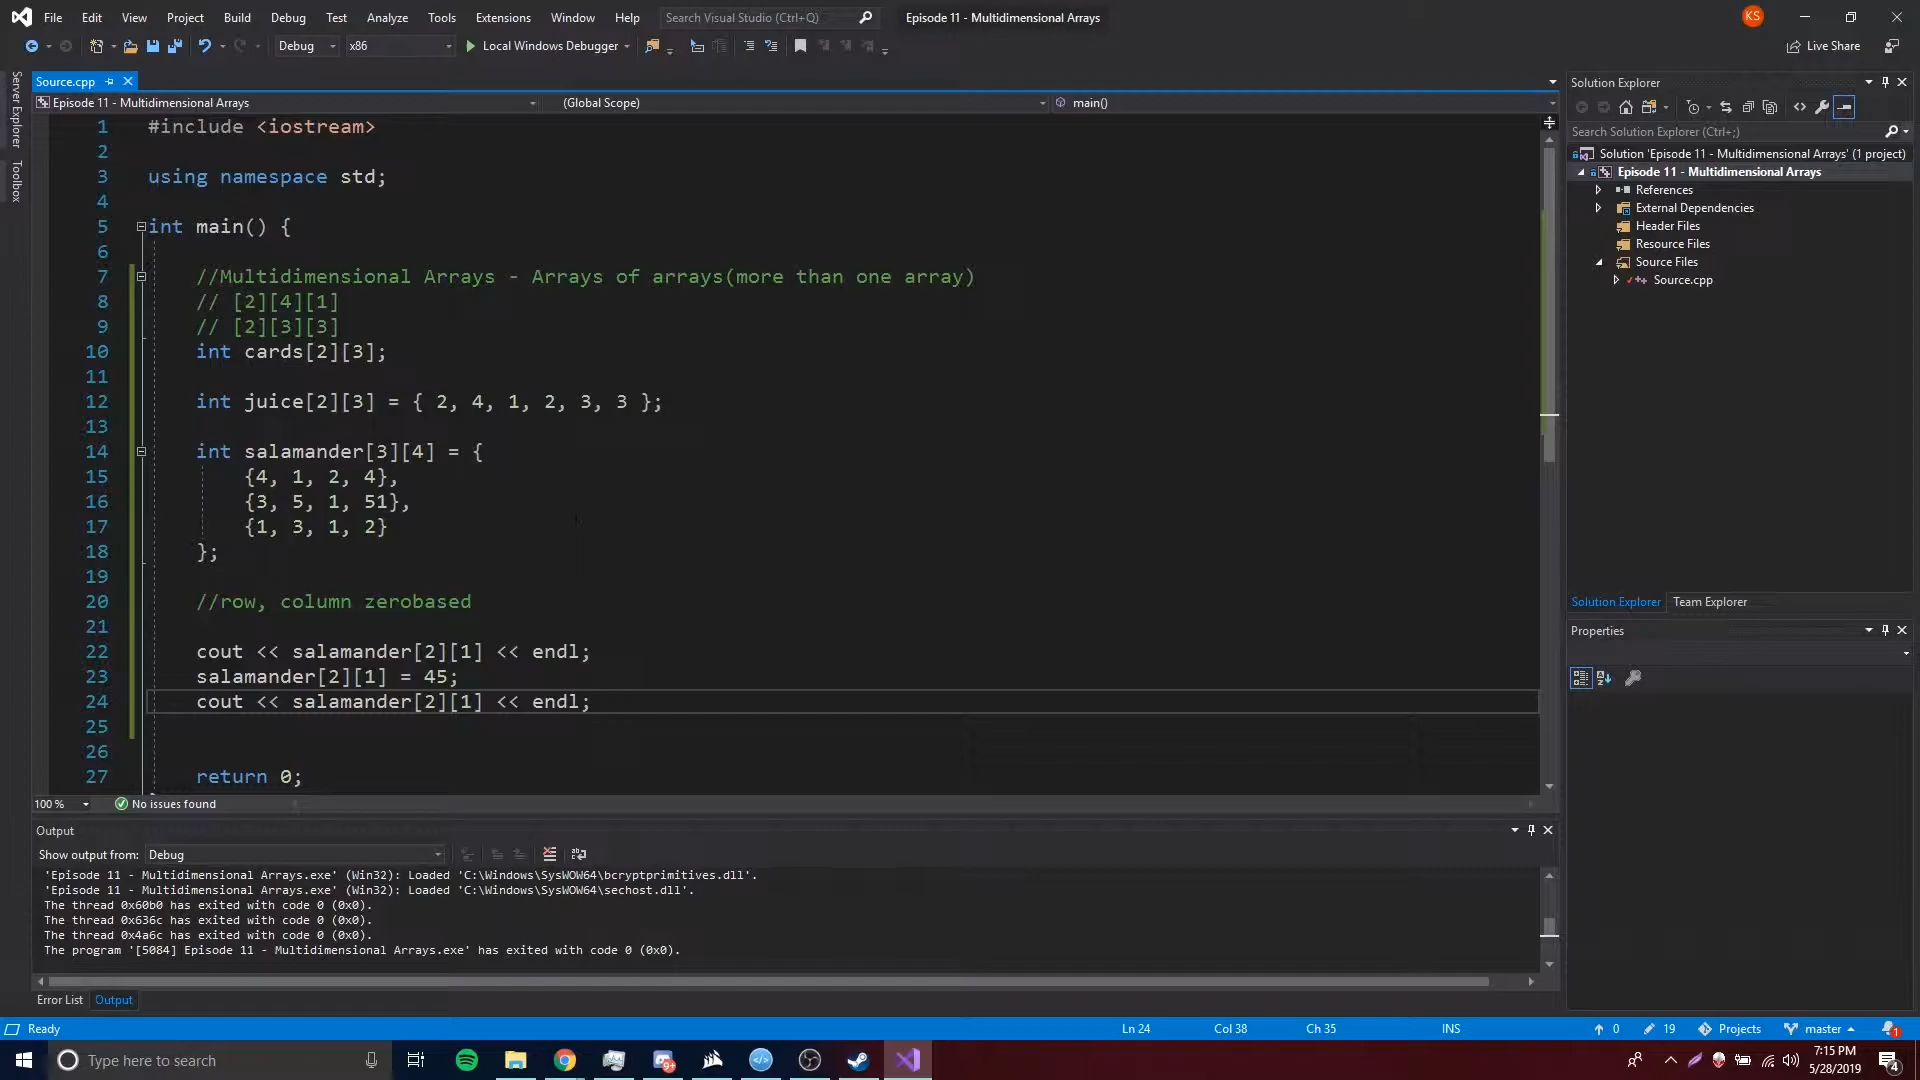 File Edit View Project Build Debug Test Analyze Tools Extensions Window Help Search Visual Studio (Ctrl+Q) Episode 11 - Multidimensional Arrays KS
Debug x86 Local Windows Debugger Live Share
Server Explorer
Toolbox
Source.cpp
Episode 11 - Multidimensional Arrays (Global Scope) main()
1 #include <iostream>
2
3 using namespace std;
4
5 int main() {
6
7 //Multidimensional Arrays - Arrays of arrays(more than one array)
8 // [2][4][1]
9 // [2][3][3]
10 int cards[2][3];
11
12 int juice[2][3] = { 2, 4, 1, 2, 3, 3 };
13
14 int salamander[3][4] = {
15 {4, 1, 2, 4},
16 {3, 5, 1, 51},
17 {1, 3, 1, 2}
18 };
19
20 //row, column zerobased
21
22 cout << salamander[2][1] << endl;
23 salamander[2][1] = 45;
24 cout << salamander[2][1] << endl;
25
26
27 return 0;
100 % No issues found
Output
Show output from: Debug
'Episode 11 - Multidimensional Arrays.exe' (Win32): Loaded 'C:\Windows\SysWOW64\bcryptprimitives.dll'.
'Episode 11 - Multidimensional Arrays.exe' (Win32): Loaded 'C:\Windows\SysWOW64\sechost.dll'.
The thread 0x60b0 has exited with code 0 (0x0).
The thread 0x636c has exited with code 0 (0x0).
The thread 0x4a6c has exited with code 0 (0x0).
The program '[5084] Episode 11 - Multidimensional Arrays.exe' has exited with code 0 (0x0).
Error List Output
Solution Explorer
Search Solution Explorer (Ctrl+;)
Solution 'Episode 11 - Multidimensional Arrays' (1 project)
Episode 11 - Multidimensional Arrays
References
External Dependencies
Header Files
Resource Files
Source Files
Source.cpp
Solution Explorer Team Explorer
Properties
Ready Ln 24 Col 38 Ch 35 INS 0 19 Projects master 1
Type here to search 9+ 7:15 PM
5/28/2019 4